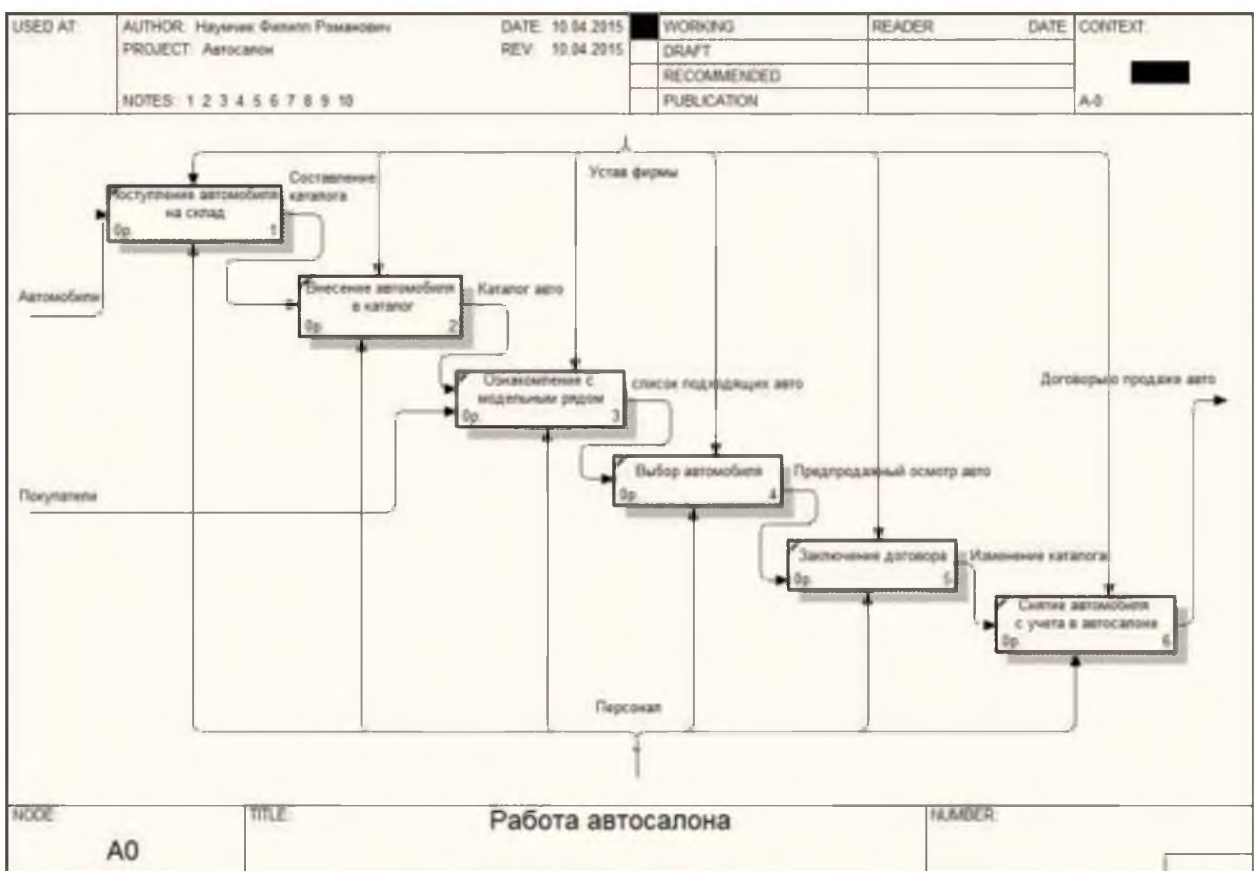 USED AT:
AUTHOR: Наумчик Филипп Романович
DATE: 10.04.2015
PROJECT: Автосалон
REV: 10.04.2015
NOTES: 1 2 3 4 5 6 7 8 9 10
WORKING
DRAFT
RECOMMENDED
PUBLICATION
READER
DATE
CONTEXT:
A-0
Устав фирмы
Поступление автомобиля
на склад
0р.
1
Составление
каталога
Автомобили
Внесение автомобиля
в каталог
0р.
2
Каталог авто
Ознакомление с
модельным рядом
0р.
3
список подходящих авто
Договоры о продаже авто
Покупатели
Выбор автомобиля
0р.
4
Предпродажный осмотр авто
Заключение договора
0р.
5
Изменение каталога
Снятие автомобиля
с учета в автосалоне
0р.
6
Персонал
NODE:
A0
TITLE:
Работа автосалона
NUMBER: